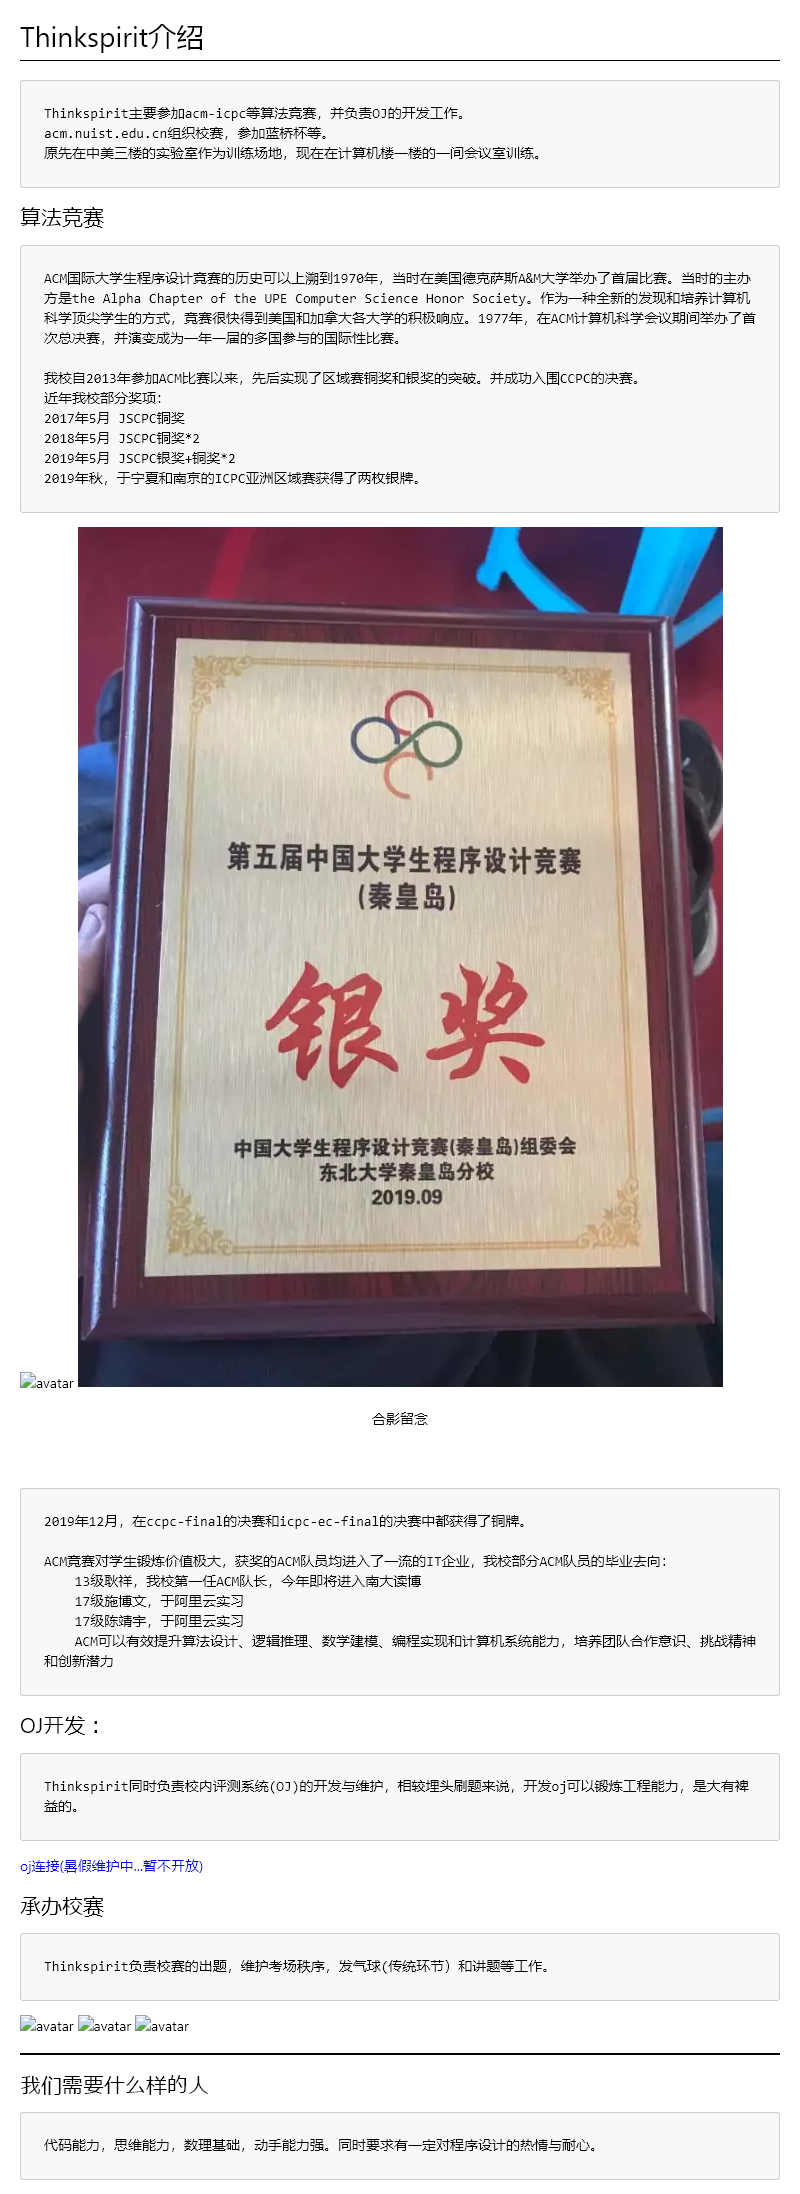 Thinkspirit介绍
Thinkspirit主要参加acm-icpc等算法竞赛，并负责OJ的开发工作。
acm.nuist.edu.cn组织校赛，参加蓝桥杯等。
原先在中美三楼的实验室作为训练场地，现在在计算机楼一楼的一间会议室训练。
算法竞赛
ACM国际大学生程序设计竞赛的历史可以上溯到1970年，当时在美国德克萨斯A&M大学举办了首届比赛。当时的主办
方是the Alpha Chapter of the UPE Computer Science Honor Society。作为一种全新的发现和培养计算机
科学顶尖学生的方式，竞赛很快得到美国和加拿大各大学的积极响应。1977年，在ACM计算机科学会议期间举办了首
次总决赛，并演变成为一年一届的多国参与的国际性比赛。
我校自2013年参加ACM比赛以来，先后实现了区域赛铜奖和银奖的突破。并成功入围CCPC的决赛。
近年我校部分奖项：
2017年5月 JSCPC铜奖
2018年5月 JSCPC铜奖*2
2019年5月 JSCPC银奖+铜奖*2
2019年秋，于宁夏和南京的ICPC亚洲区域赛获得了两枚银牌。
第五届中国大学生程序设计竞赛
(秦皇岛)
银奖
中国大学生程序设计竞赛(秦皇岛)组委会
东北大学秦皇岛分校
2019.09
avatar
合影留念
2019年12月，在ccpc-final的决赛和icpc-ec-final的决赛中都获得了铜牌。
ACM竞赛对学生锻炼价值极大，获奖的ACM队员均进入了一流的IT企业，我校部分ACM队员的毕业去向：
13级耿祥，我校第一任ACM队长，今年即将进入南大读博
17级施博文，于阿里云实习
17级陈靖宇，于阿里云实习
ACM可以有效提升算法设计、逻辑推理、数学建模、编程实现和计算机系统能力，培养团队合作意识、挑战精神
和创新潜力
OJ开发：
Thinkspirit同时负责校内评测系统(OJ)的开发与维护，相较埋头刷题来说，开发oj可以锻炼工程能力，是大有裨
益的。
oj连接(暑假维护中...暂不开放)
承办校赛
Thinkspirit负责校赛的出题，维护考场秩序，发气球(传统环节）和讲题等工作。
avatar avatar avatar
我们需要什么样的人
代码能力，思维能力，数理基础，动手能力强。同时要求有一定对程序设计的热情与耐心。